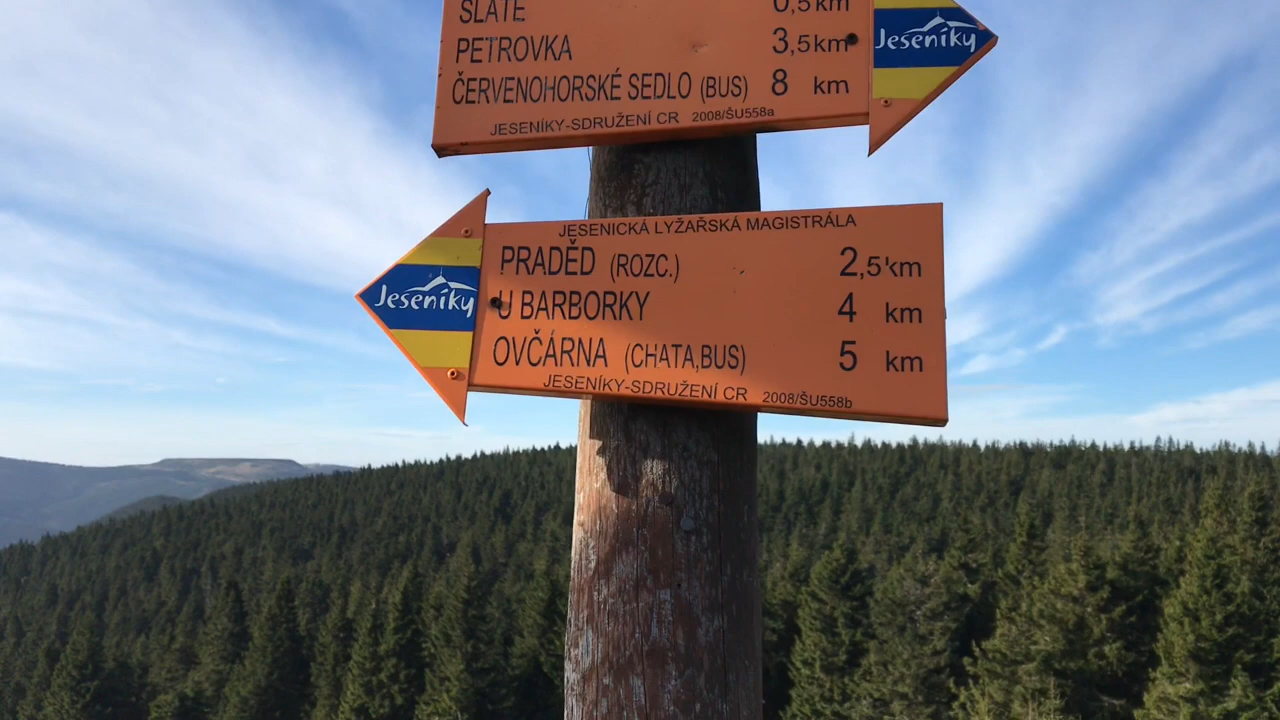 SLATĚ 0,5 km
PETROVKA 3,5 km
ČERVENOHORSKÉ SEDLO (BUS) 8 km
JESENÍKY-SDRUŽENÍ CR 2008/ŠU558a
Jeseníky
JESENICKÁ LYŽAŘSKÁ MAGISTRÁLA
PRADĚD (ROZC.) 2,5 km
U BARBORKY 4 km
OVČÁRNA (CHATA,BUS) 5 km
JESENÍKY-SDRUŽENÍ CR 2008/ŠU558b
Jeseníky